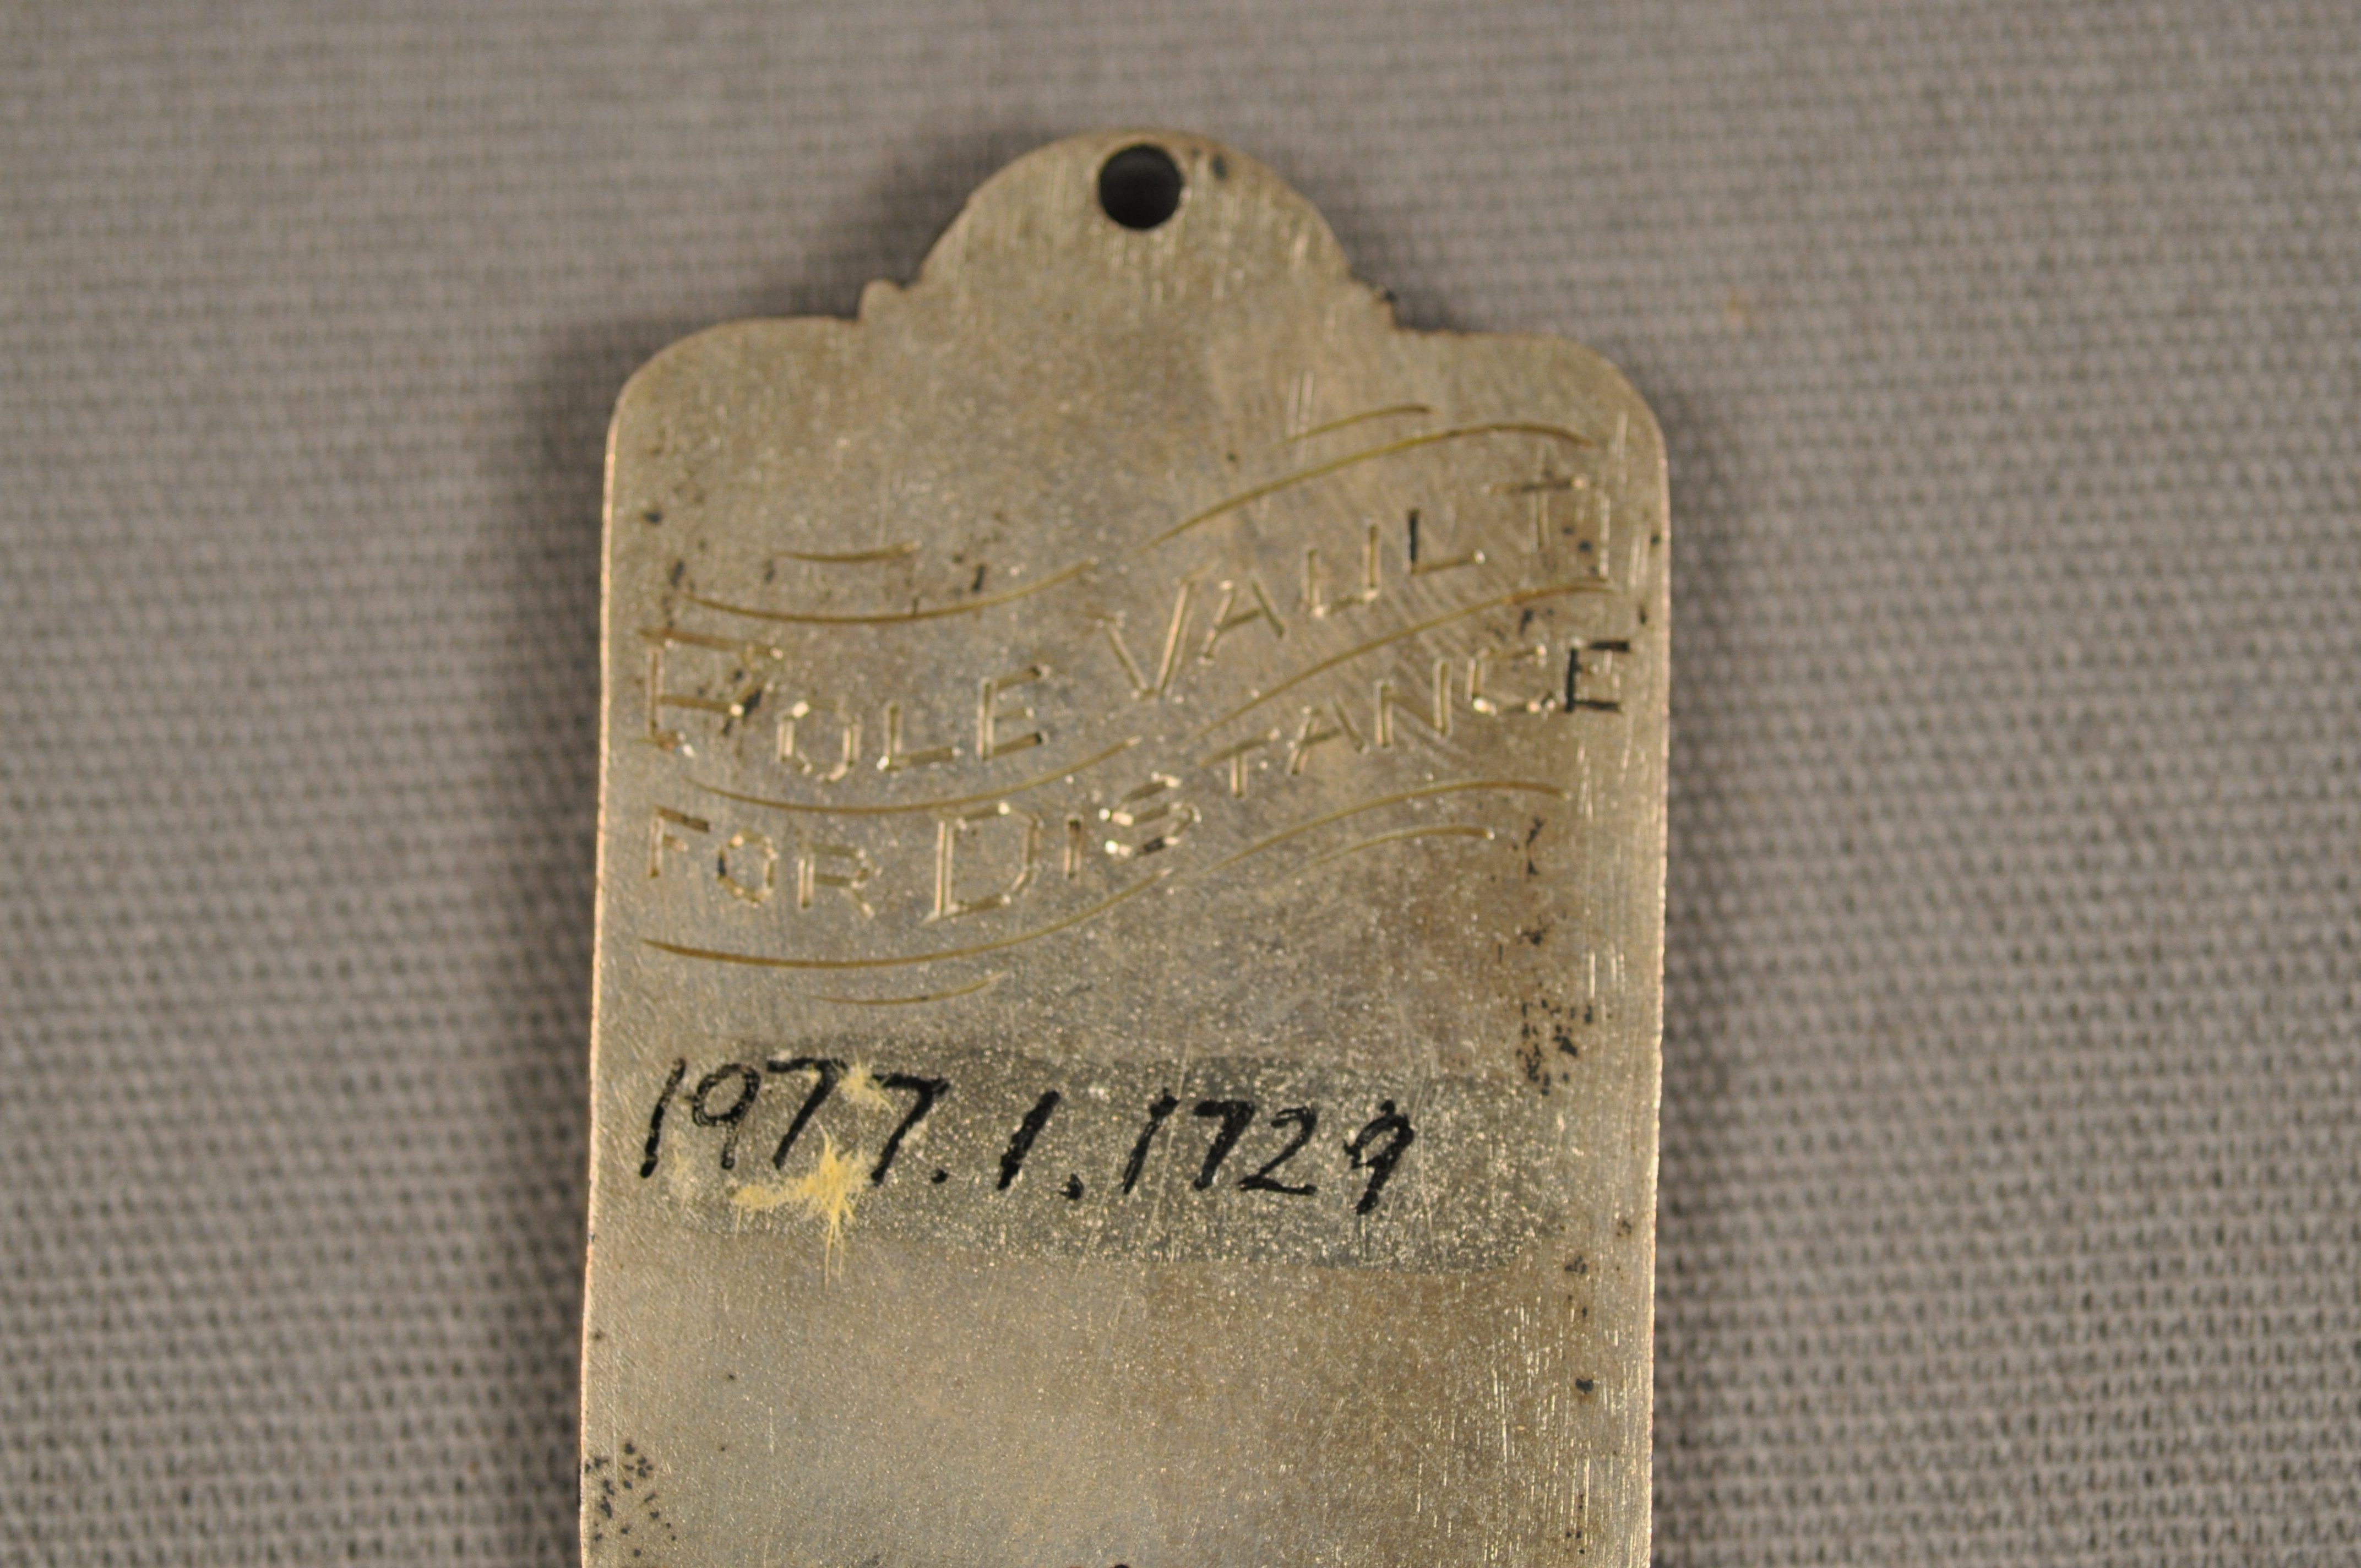 POLE VAULT
FOR DISTANCE
1977.1.1729